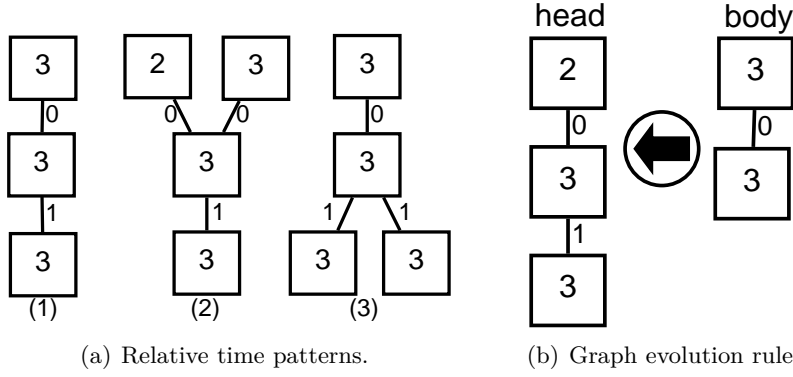 head body
3 2 3 3 2 3
0 0 0 0 0 0
3 3 3 3 3
1 1 1 1 1
3 3 3 3 3
(1) (2) (3)
(a) Relative time patterns.
(b) Graph evolution rule